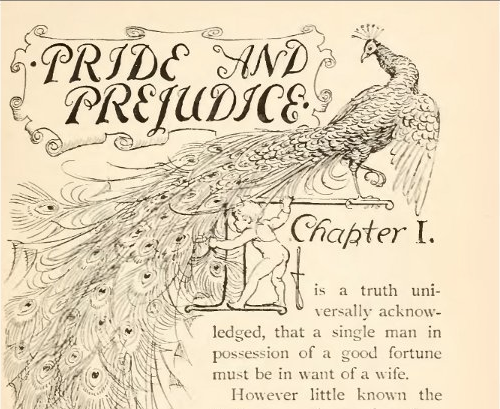 ·PRIDE AND
PREJUDICE·
Chapter I.
IT is a truth uni-
versally acknow-
ledged, that a single man in
possession of a good fortune
must be in want of a wife.
However little known the